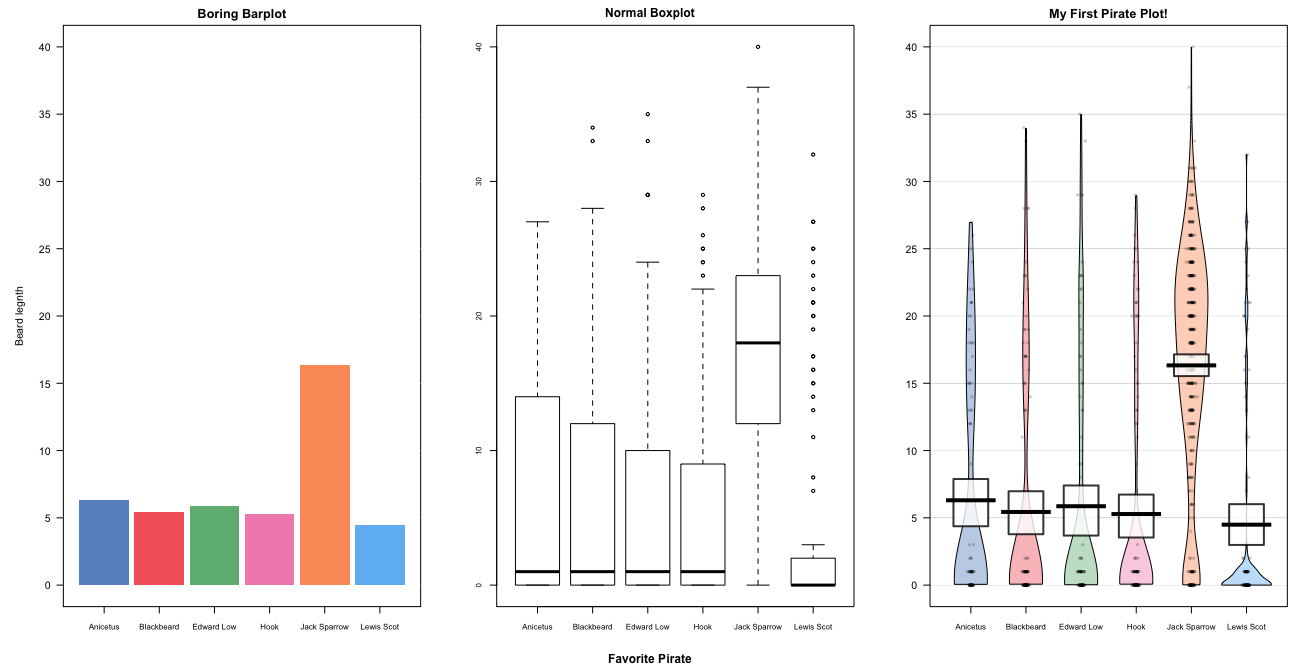 Boring Barplot
Normal Boxplot
My First Pirate Plot!
Beard legnth
40
35
30
25
20
15
10
5
0
Anicetus Blackbeard Edward Low Hook Jack Sparrow Lewis Scot
40
30
20
10
0
Anicetus Blackbeard Edward Low Hook Jack Sparrow Lewis Scot
40
35
30
25
20
15
10
5
0
Anicetus Blackbeard Edward Low Hook Jack Sparrow Lewis Scot
Favorite Pirate